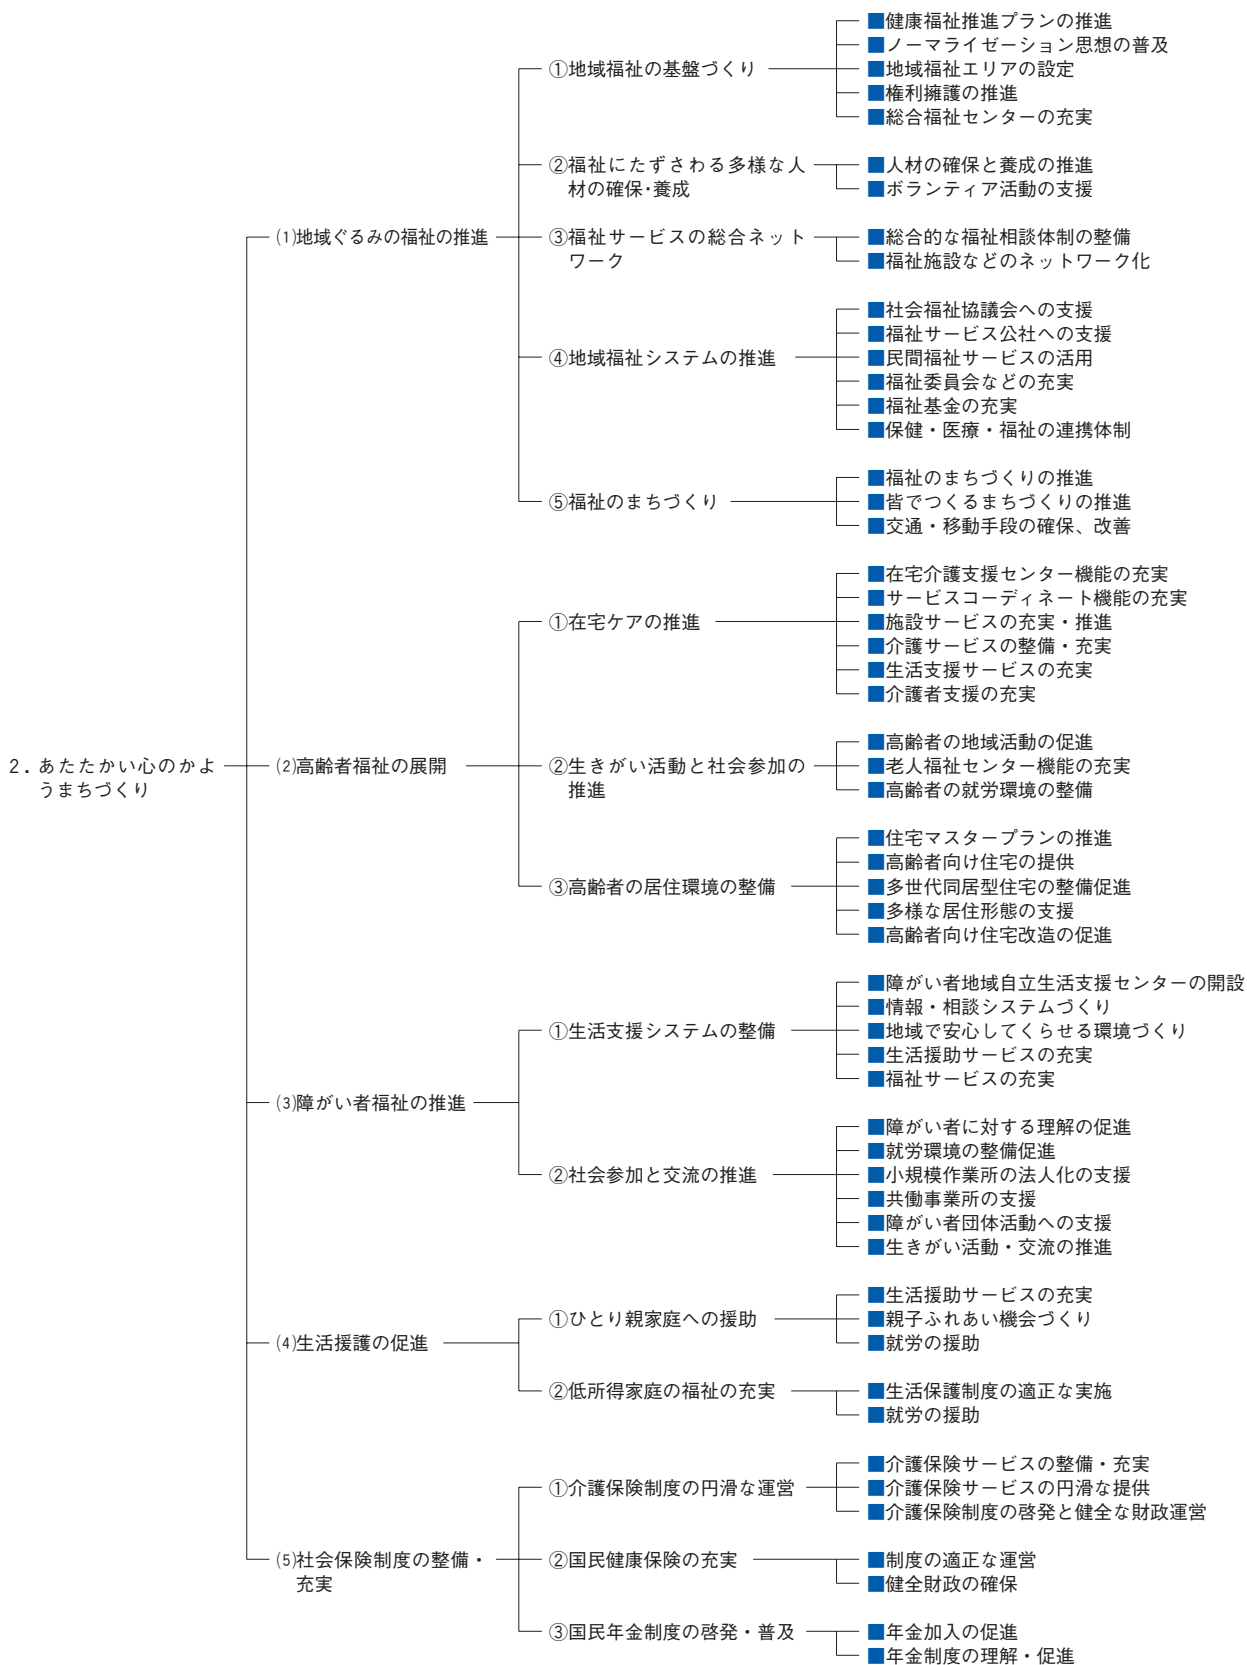 2. あたたかい心のかよ
うまちづくり
⑴地域ぐるみの福祉の推進
①地域福祉の基盤づくり
■健康福祉推進プランの推進
■ノーマライゼーション思想の普及
■地域福祉エリアの設定
■権利擁護の推進
■総合福祉センターの充実
②福祉にたずさわる多様な人
材の確保・養成
■人材の確保と養成の推進
■ボランティア活動の支援
③福祉サービスの総合ネット
ワーク
■総合的な福祉相談体制の整備
■福祉施設などのネットワーク化
④地域福祉システムの推進
■社会福祉協議会への支援
■福祉サービス公社への支援
■民間福祉サービスの活用
■福祉委員会などの充実
■福祉基金の充実
■保健・医療・福祉の連携体制
⑤福祉のまちづくり
■福祉のまちづくりの推進
■皆でつくるまちづくりの推進
■交通・移動手段の確保、改善
⑵高齢者福祉の展開
①在宅ケアの推進
■在宅介護支援センター機能の充実
■サービスコーディネート機能の充実
■施設サービスの充実・推進
■介護サービスの整備・充実
■生活支援サービスの充実
■介護者支援の充実
②生きがい活動と社会参加の
推進
■高齢者の地域活動の促進
■老人福祉センター機能の充実
■高齢者の就労環境の整備
③高齢者の居住環境の整備
■住宅マスタープランの推進
■高齢者向け住宅の提供
■多世代同居型住宅の整備促進
■多様な居住形態の支援
■高齢者向け住宅改造の促進
⑶障がい者福祉の推進
①生活支援システムの整備
■障がい者地域自立生活支援センターの開設
■情報・相談システムづくり
■地域で安心してくらせる環境づくり
■生活援助サービスの充実
■福祉サービスの充実
②社会参加と交流の推進
■障がい者に対する理解の促進
■就労環境の整備促進
■小規模作業所の法人化の支援
■共働事業所の支援
■障がい者団体活動への支援
■生きがい活動・交流の推進
⑷生活援護の促進
①ひとり親家庭への援助
■生活援助サービスの充実
■親子ふれあい機会づくり
■就労の援助
②低所得家庭の福祉の充実
■生活保護制度の適正な実施
■就労の援助
⑸社会保険制度の整備・
充実
①介護保険制度の円滑な運営
■介護保険サービスの整備・充実
■介護保険サービスの円滑な提供
■介護保険制度の啓発と健全な財政運営
②国民健康保険の充実
■制度の適正な運営
■健全財政の確保
③国民年金制度の啓発・普及
■年金加入の促進
■年金制度の理解・促進